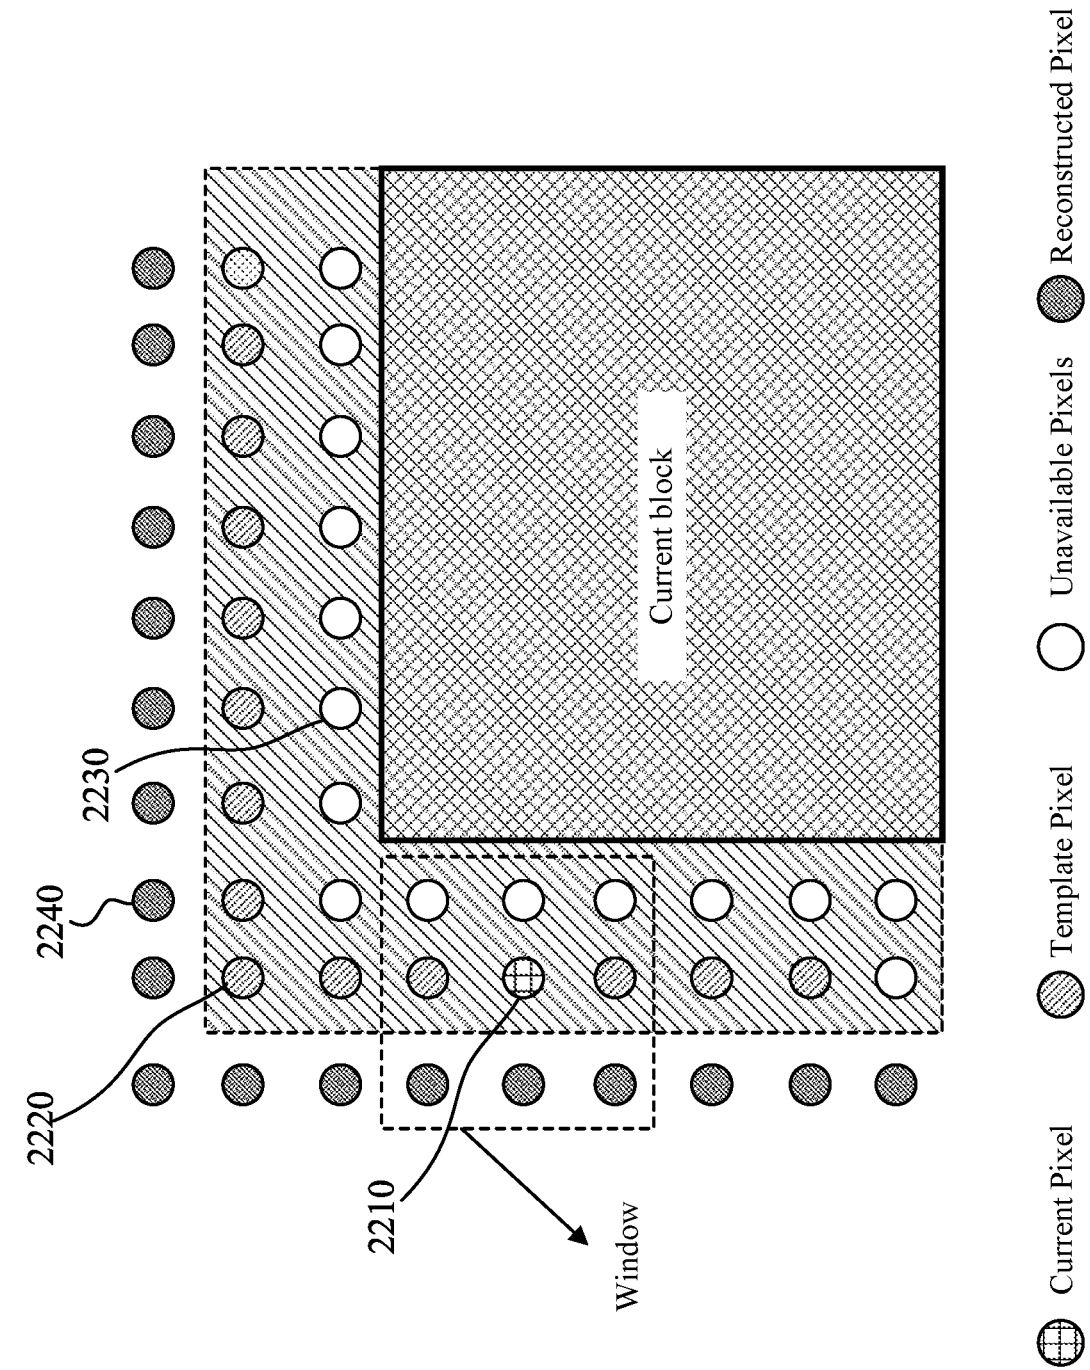 2220
2240
2230
2210
Window
Current block
Current Pixel
Template Pixel
Unavailable Pixels
Reconstructed Pixel